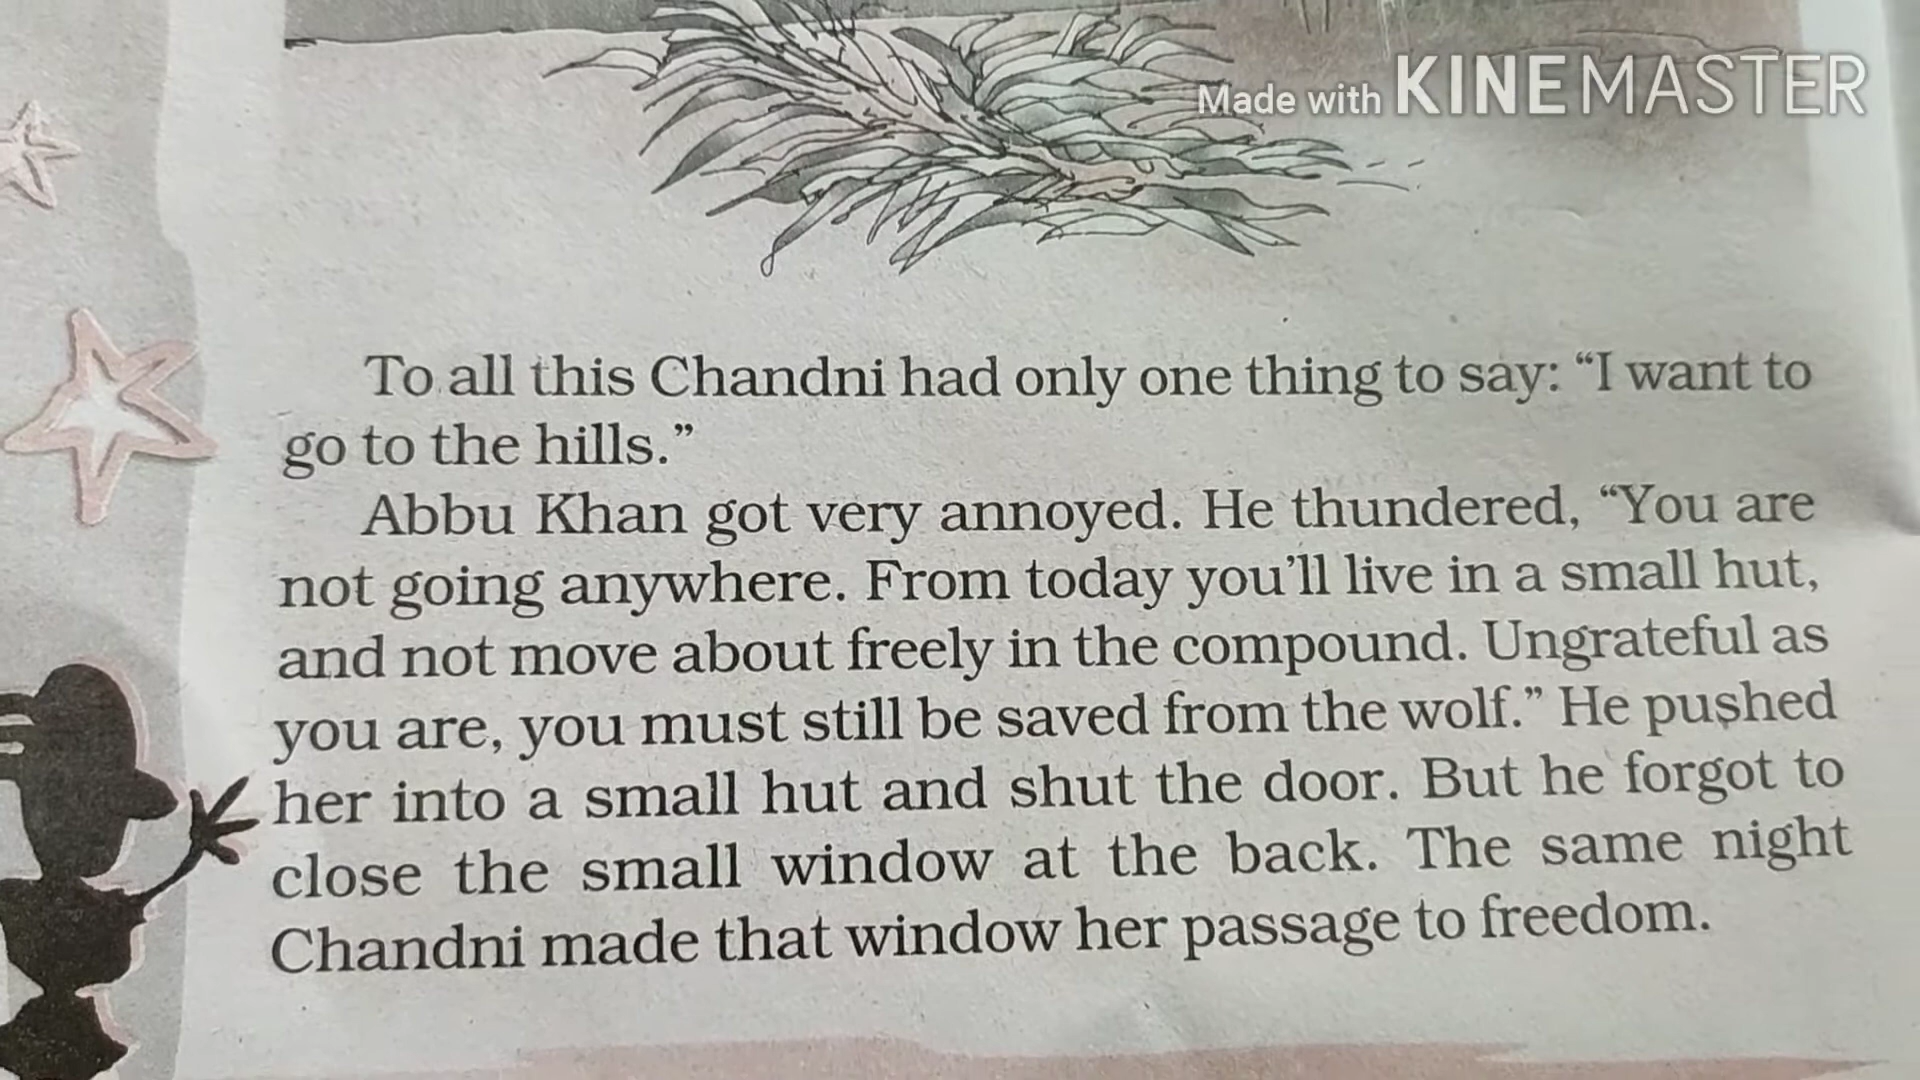 Made with KINEMASTER
To all this Chandni had only one thing to say: “I want to
go to the hills.”
Abbu Khan got very annoyed. He thundered, “You are
not going anywhere. From today you’ll live in a small hut,
and not move about freely in the compound. Ungrateful as
you are, you must still be saved from the wolf.” He pushed
her into a small hut and shut the door. But he forgot to
close the small window at the back. The same night
Chandni made that window her passage to freedom.